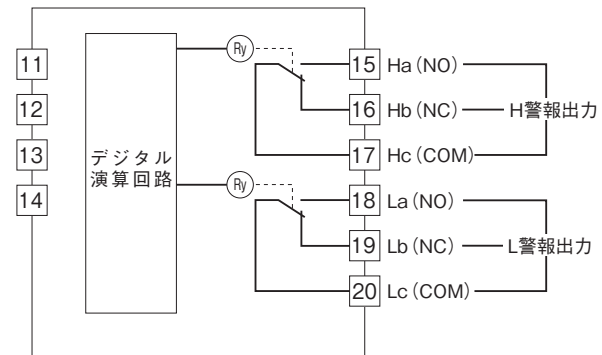 11
12
13
14
デジタル
演算回路
Ry
15 Ha (NO)
16 Hb (NC)
H警報出力
17 Hc (COM)
Ry
18 La (NO)
19 Lb (NC)
L警報出力
20 Lc (COM)